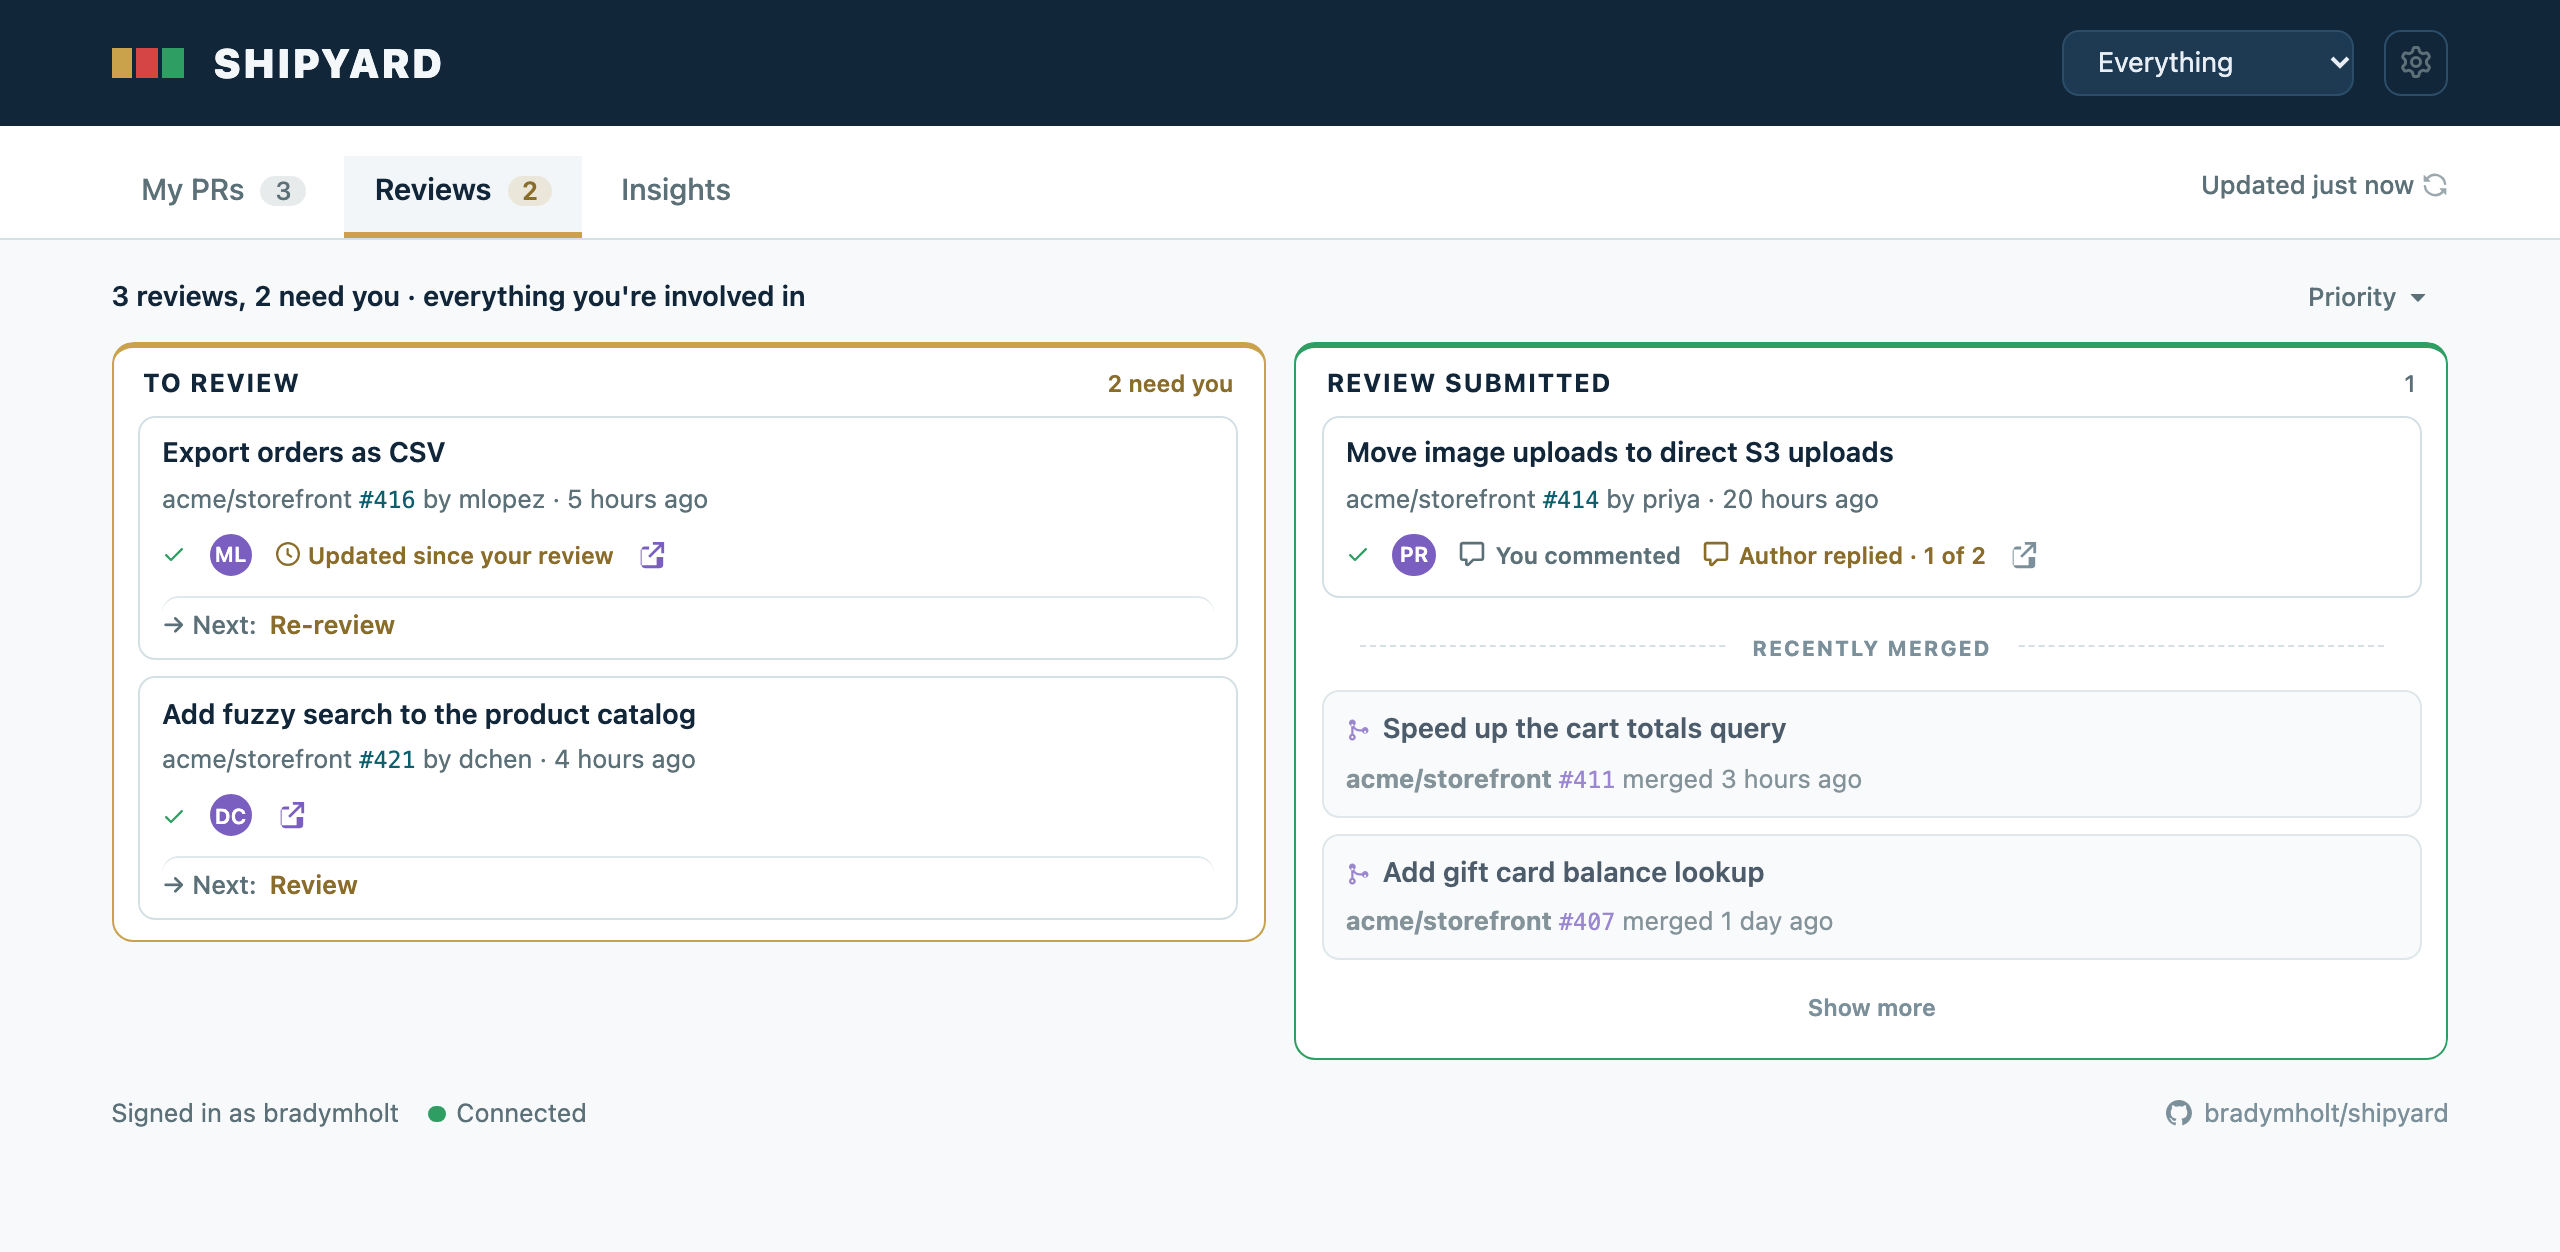 SHIPYARD
Everything
My PRs 3
Reviews 2
Insights
Updated just now
3 reviews, 2 need you · everything you're involved in
Priority
TO REVIEW
2 need you
Export orders as CSV
acme/storefront #416 by mlopez · 5 hours ago
ML Updated since your review
→ Next: Re-review
Add fuzzy search to the product catalog
acme/storefront #421 by dchen · 4 hours ago
DC
→ Next: Review
REVIEW SUBMITTED
1
Move image uploads to direct S3 uploads
acme/storefront #414 by priya · 20 hours ago
PR You commented Author replied · 1 of 2
RECENTLY MERGED
Speed up the cart totals query
acme/storefront #411 merged 3 hours ago
Add gift card balance lookup
acme/storefront #407 merged 1 day ago
Show more
Signed in as bradymholt Connected
bradymholt/shipyard